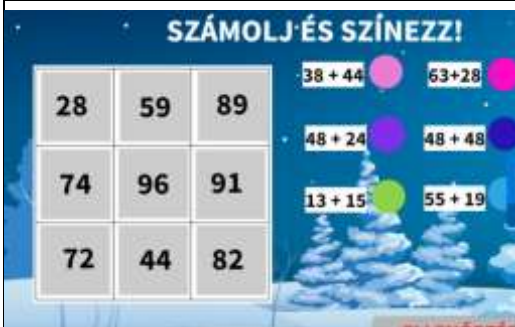 SZÁMOLJ ÉS SZÍNEZZ!
38 + 44
63+28
28 59 89
48 + 24
48 + 48
74 96 91
13 + 15
55 + 19
72 44 82